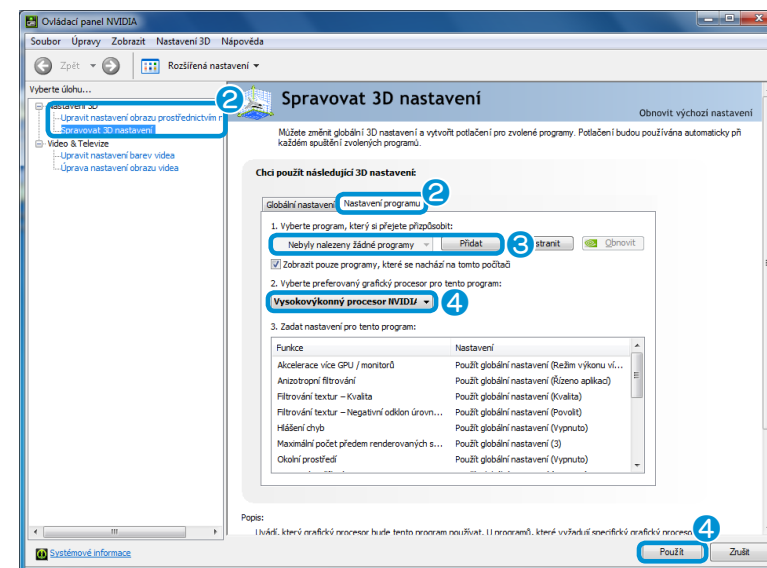 Ovládací panel NVIDIA
Soubor Úpravy Zobrazit Nastavení 3D Nápověda
Zpět Rozšířená nastavení
Vyberte úlohu...
Nastavení 3D
Upravit nastavení obrazu prostřednictvím n
Spravovat 3D nastavení
Video & Televize
Upravit nastavení barev videa
Úprava nastavení obrazu videa
2
Spravovat 3D nastavení
Obnovit výchozí nastavení
Můžete změnit globální 3D nastavení a vytvořit potlačení pro zvolené programy. Potlačení budou používána automaticky při
každém spuštění zvolených programů.
Chci použít následující 3D nastavení:
Globální nastavení Nastavení programu 2
1. Vyberte program, který si přejete přizpůsobit:
Nebyly nalezeny žádné programy Přidat 3 stranit Obnovit
Zobrazit pouze programy, které se nachází na tomto počítači
2. Vyberte preferovaný grafický procesor pro tento program:
Vysokovýkonný procesor NVIDIA 4
3. Zadat nastavení pro tento program:
Funkce Nastavení
Akcelerace více GPU / monitorů Použít globální nastavení (Režim výkonu ví...
Anizotropní filtrování Použít globální nastavení (Řízeno aplikací)
Filtrování textur – Kvalita Použít globální nastavení (Kvalita)
Filtrování textur – Negativní odklon úrovn... Použít globální nastavení (Povolit)
Hlášení chyb Použít globální nastavení (Vypnuto)
Maximální počet předem renderovaných s... Použít globální nastavení (3)
Okolní prostředí Použít globální nastavení (Vypnuto)
Popis:
Uvádí, který grafický procesor bude tento program používat. U programů, které vyžadují specifický grafický proceso
4
Systémové informace
Použít Zrušit